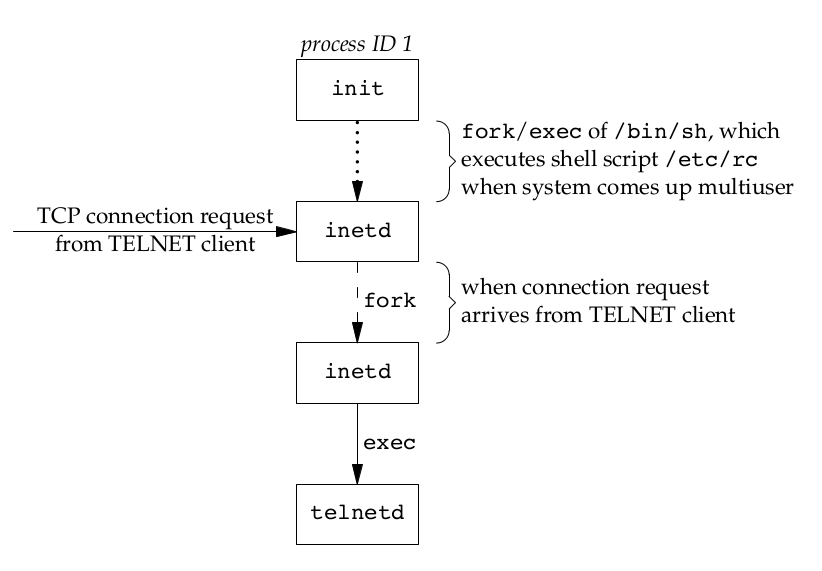 process ID 1
init
fork/exec of /bin/sh, which
executes shell script /etc/rc
when system comes up multiuser
TCP connection request
from TELNET client
inetd
fork
when connection request
arrives from TELNET client
inetd
exec
telnetd